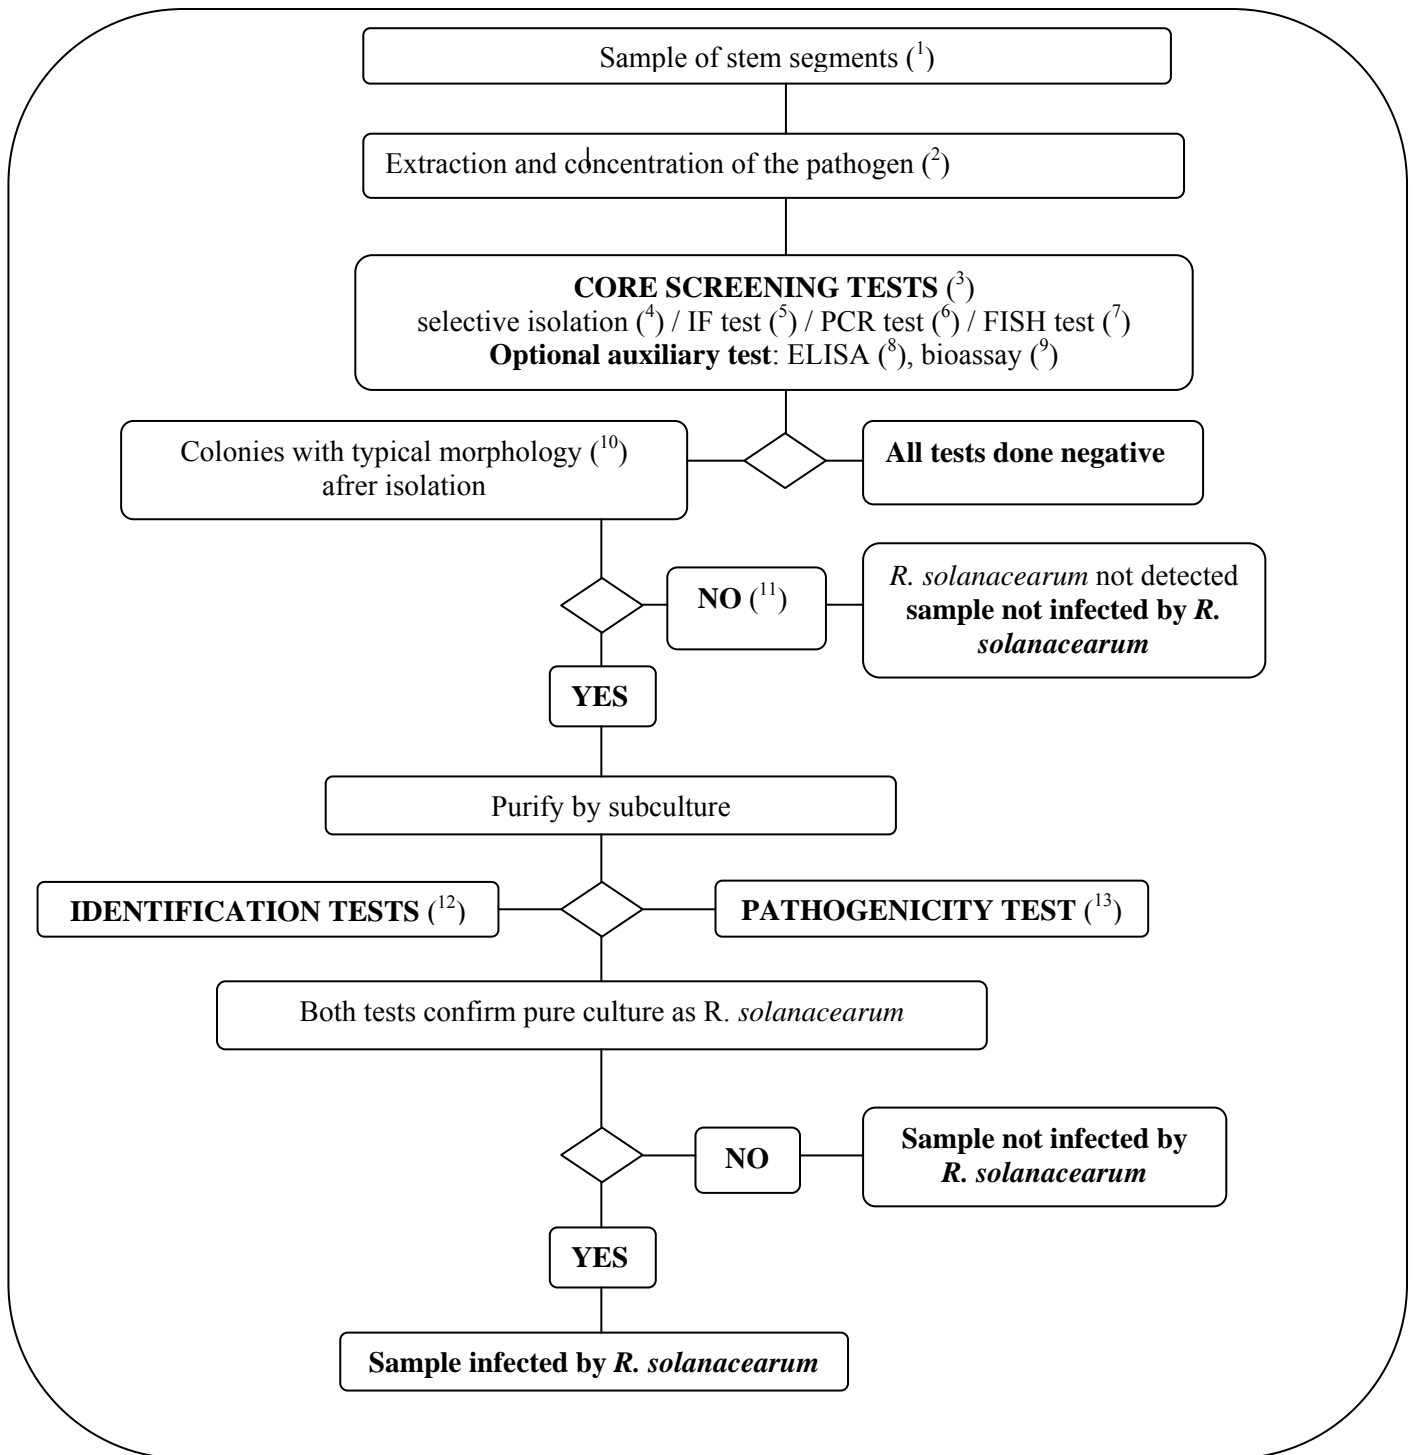 Sample of stem segments (1)
Extraction and concentration of the pathogen (2)
CORE SCREENING TESTS (3)
selective isolation (4) / IF test (5) / PCR test (6) / FISH test (7)
Optional auxiliary test: ELISA (8), bioassay (9)
Colonies with typical morphology (10)
afrer isolation
All tests done negative
NO (11)
R. solanacearum not detected
sample not infected by R.
solanacearum
YES
Purify by subculture
IDENTIFICATION TESTS (12)
PATHOGENICITY TEST (13)
Both tests confirm pure culture as R. solanacearum
NO
Sample not infected by
R. solanacearum
YES
Sample infected by R. solanacearum